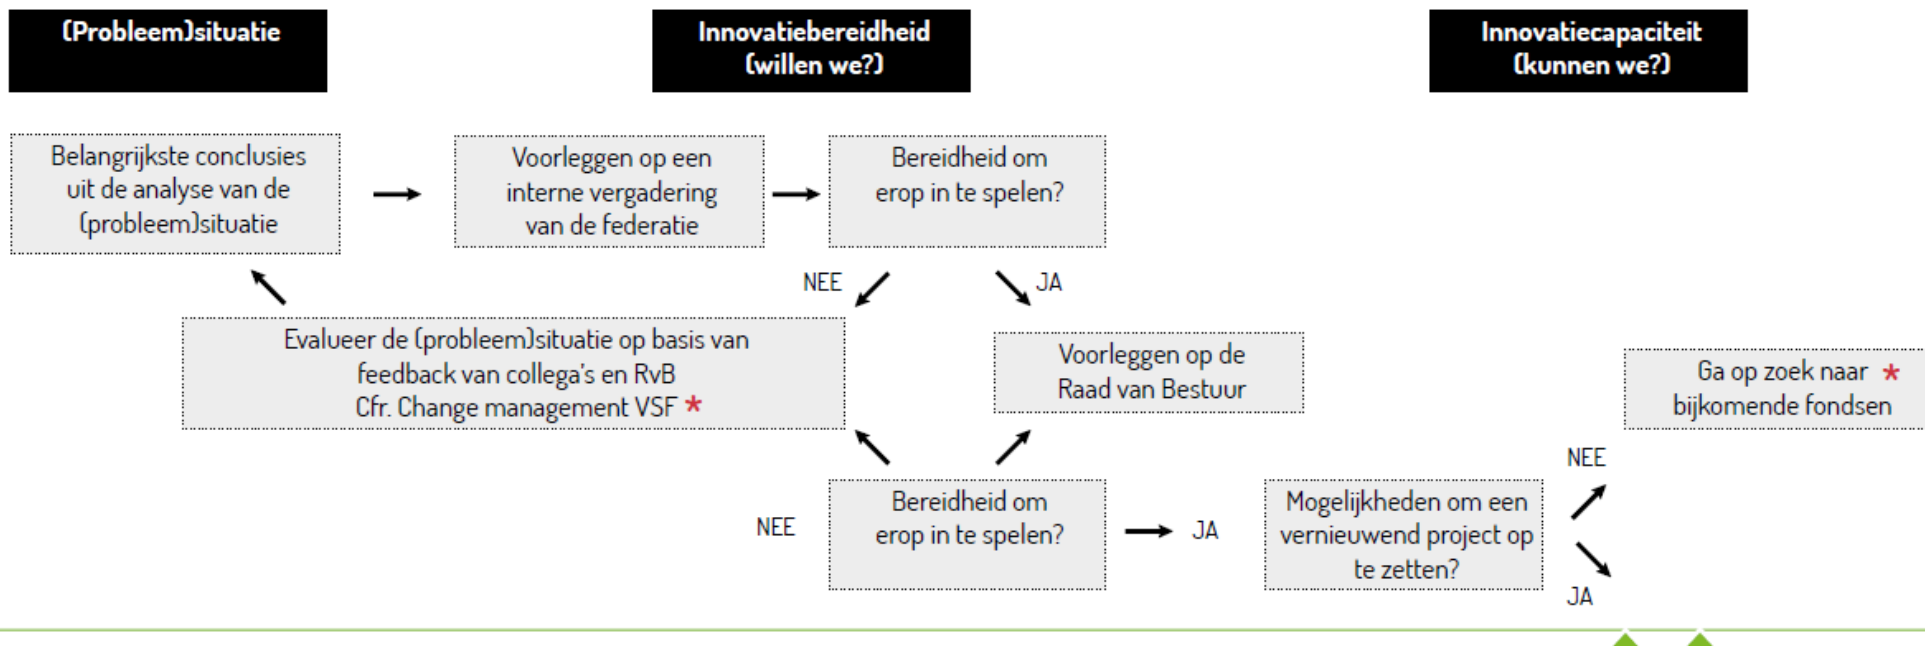 (Probleem)situatie
Innovatiebereidheid
(willen we?)
Innovatiecapaciteit
(kunnen we?)
Belangrijkste conclusies
uit de analyse van de
(probleem)situatie
Voorleggen op een
interne vergadering
van de federatie
Bereidheid om
erop in te spelen?
NEE
JA
Evalueer de (probleem)situatie op basis van
feedback van collega's en RvB
Cfr. Change management VSF *
Voorleggen op de
Raad van Bestuur
Ga op zoek naar *
bijkomende fondsen
NEE
Bereidheid om
erop in te spelen?
JA
Mogelijkheden om een
vernieuwend project op
te zetten?
NEE
JA